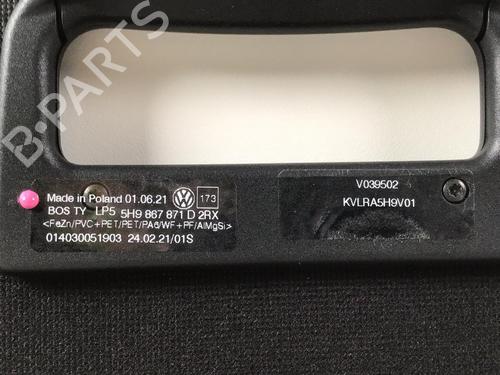 B-PARTS
Made in Poland 01.06.21 173
BOS TY LP5 5H9 867 871 D 2RX
<FeZn/PVC+PET/PET/PA6/WF+PF/AlMgSi>
014030051903 24.02.21/01S
V039502
KVLRA5H9V01